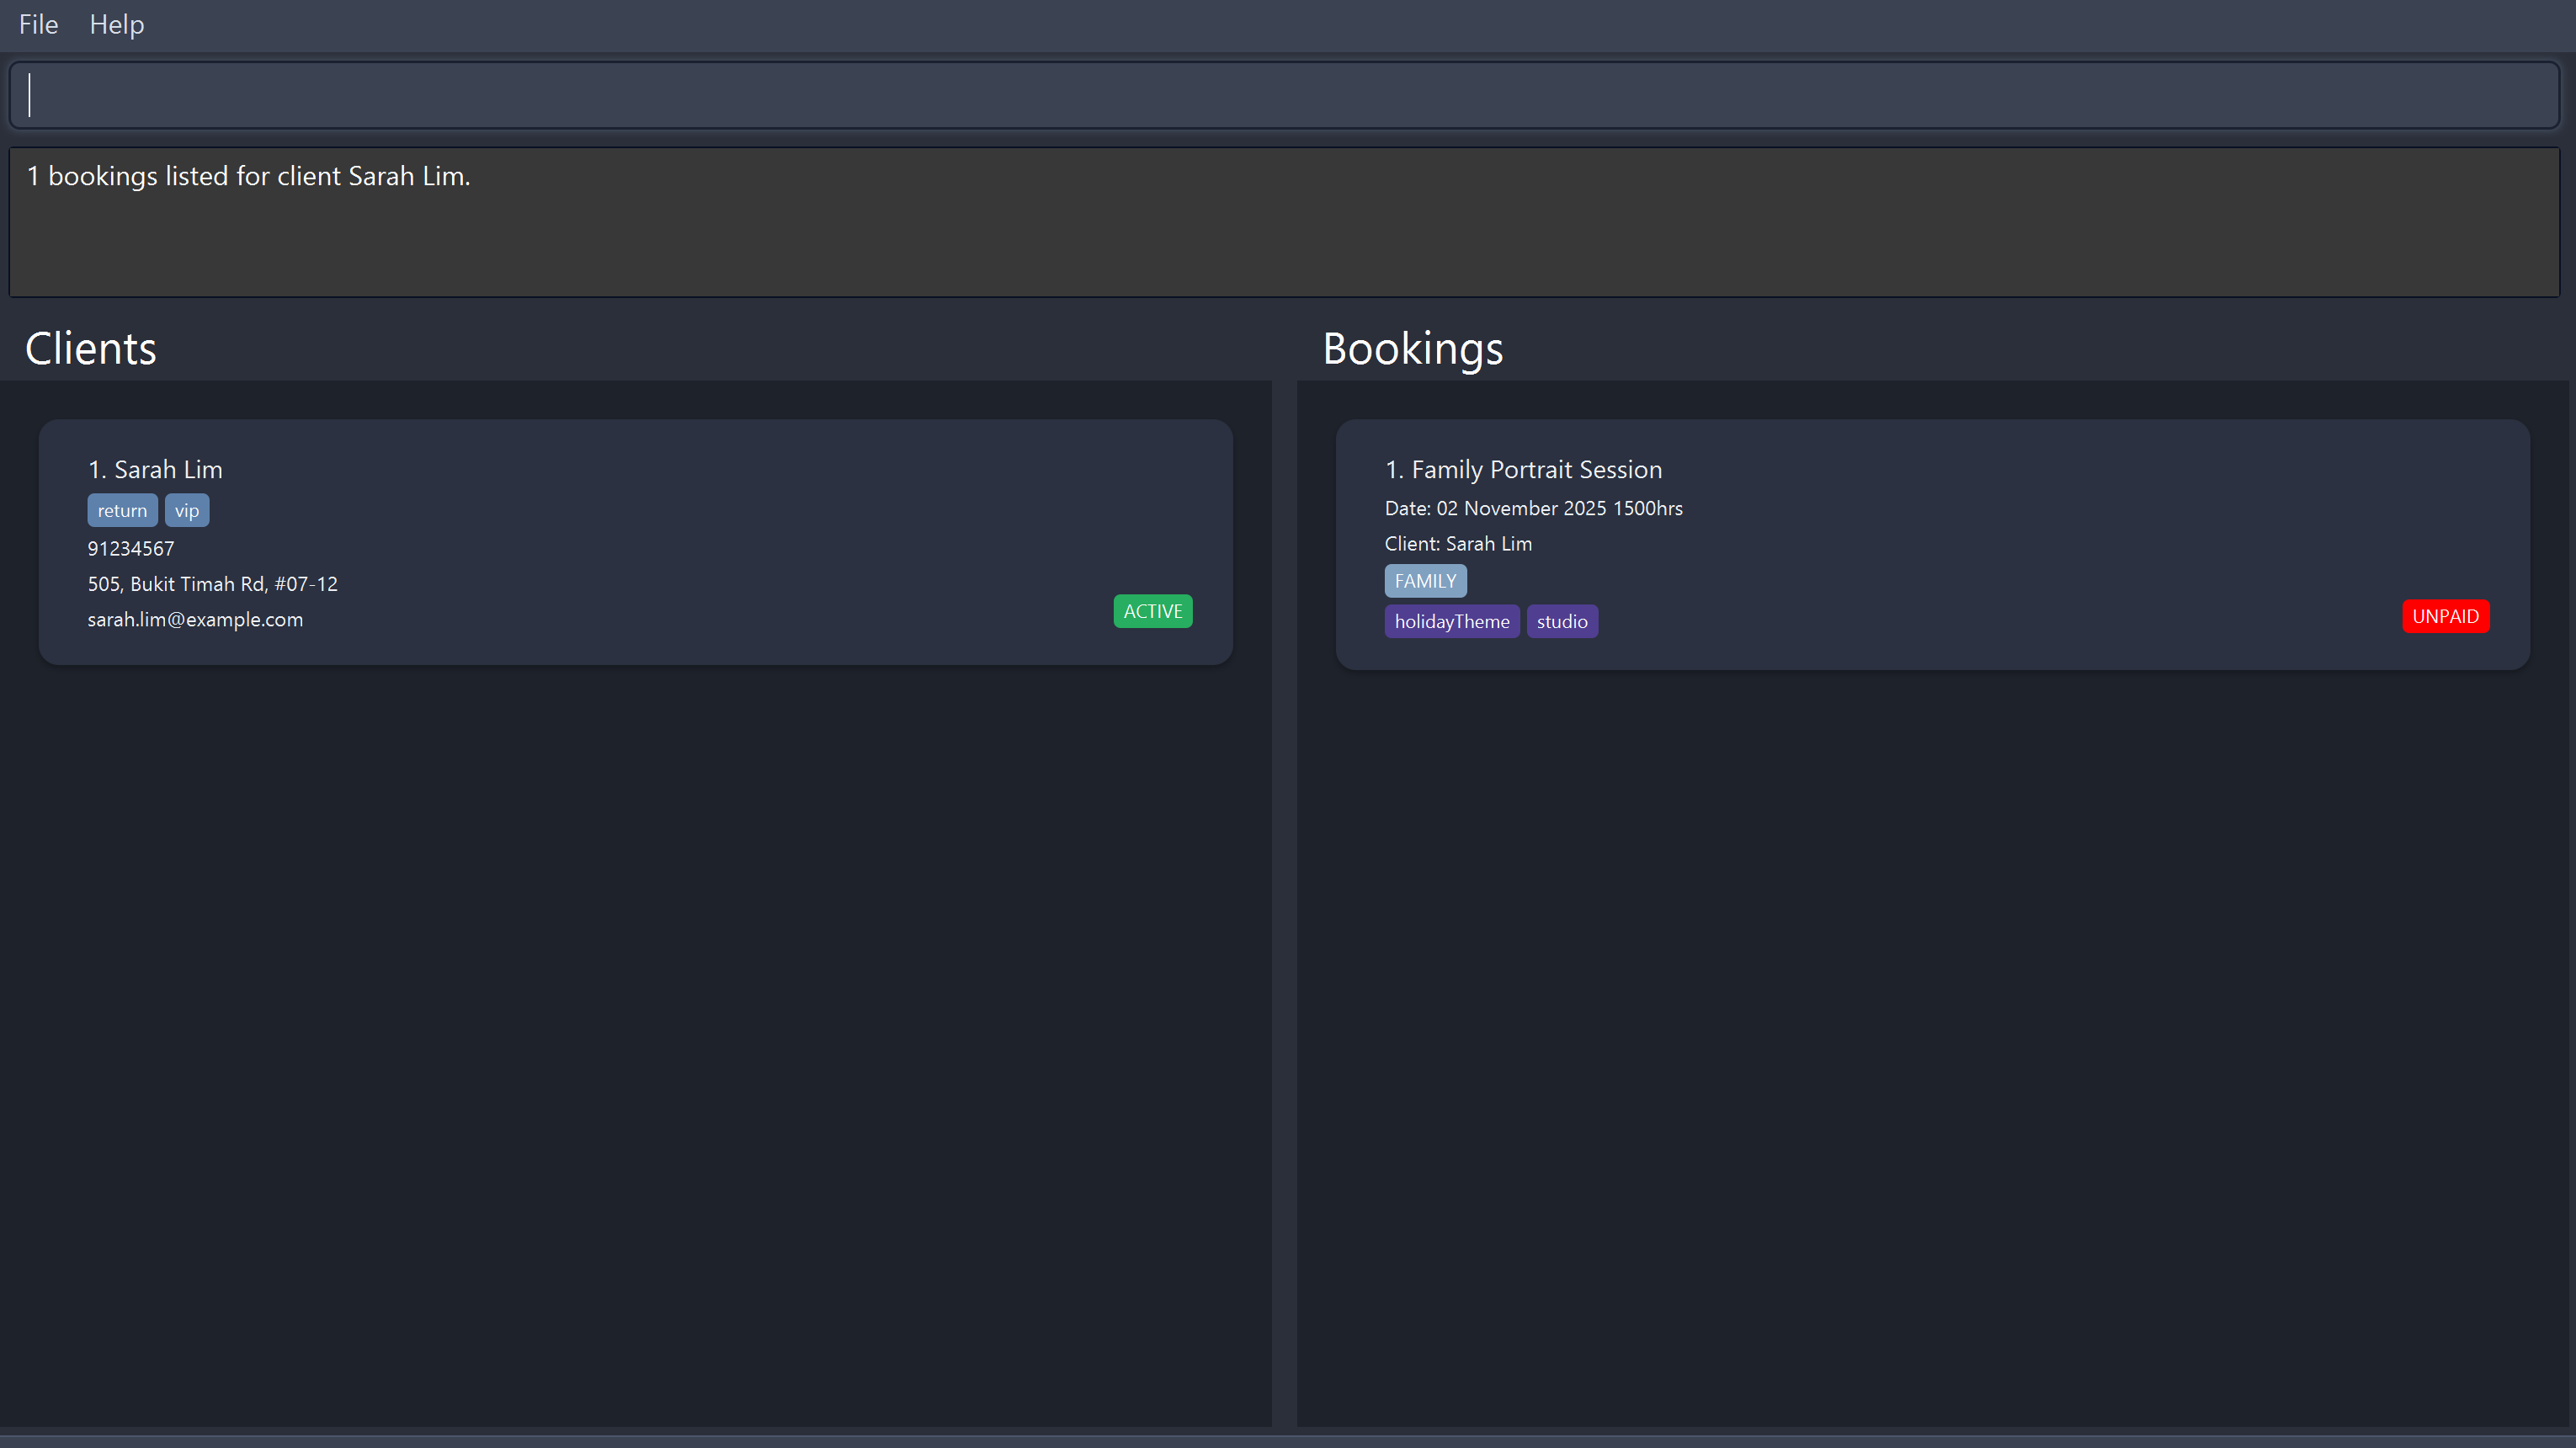 File Help
1 bookings listed for client Sarah Lim.
Clients
1. Sarah Lim
return vip
91234567
505, Bukit Timah Rd, #07-12
sarah.lim@example.com
ACTIVE
Bookings
1. Family Portrait Session
Date: 02 November 2025 1500hrs
Client: Sarah Lim
FAMILY
holidayTheme studio
UNPAID